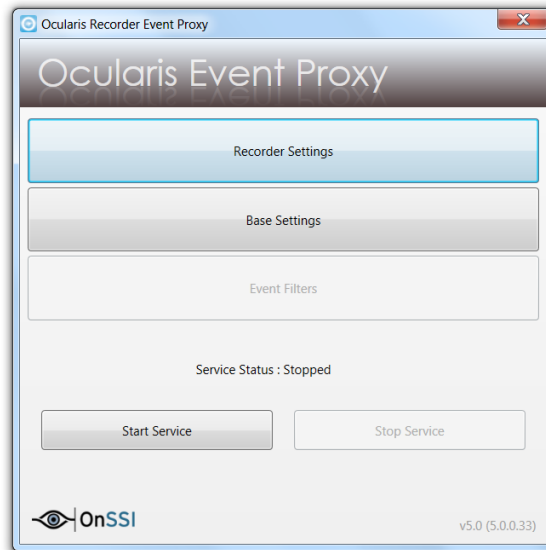 Ocularis Recorder Event Proxy
Ocularis Event Proxy
Recorder Settings
Base Settings
Event Filters
Service Status : Stopped
Start Service
Stop Service
OnSSI
v5.0 (5.0.0.33)